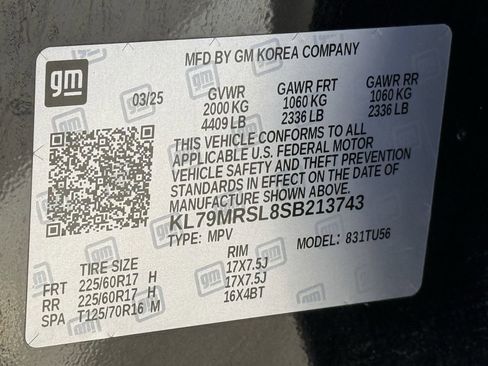 gm
MFD BY GM KOREA COMPANY
03/25 GVWR GAWR FRT GAWR RR
2000 KG 1060 KG 1060 KG
4409 LB 2336 LB 2336 LB
THIS VEHICLE CONFORMS TO ALL
APPLICABLE U.S. FEDERAL MOTOR
VEHICLE SAFETY AND THEFT PREVENTION
STANDARDS IN EFFECT ON THE DATE OF
MANUFACTURE SHOWN ABOVE.
KL79MRSL8SB213743
TYPE: MPV MODEL: 831TU56
TIRE SIZE RIM
FRT 225/60R17 H 17X7.5J
RR 225/60R17 H 17X7.5J
SPA T125/70R16 M 16X4BT